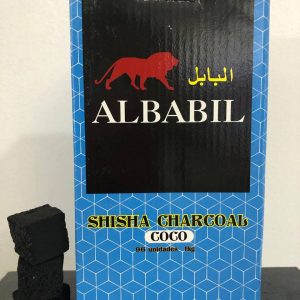 البابل
ALBABIL
SHISHA CHARCOAL
COCO
96 unidades 1kg